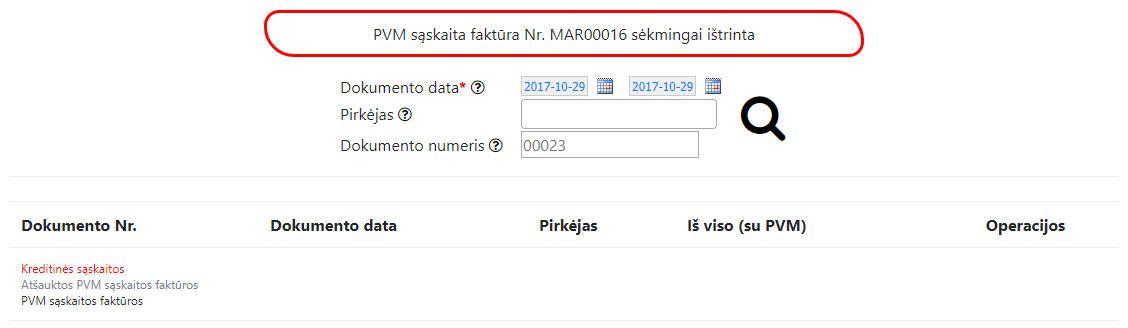 PVM sąskaita faktūra Nr. MAR00016 sėkmingai ištrinta
Dokumento data* 2017-10-29 2017-10-29
Pirkėjas
Dokumento numeris 00023
Dokumento Nr. Dokumento data Pirkėjas Iš viso (su PVM) Operacijos
Kreditinės sąskaitos
Atšauktos PVM sąskaitos faktūros
PVM sąskaitos faktūros